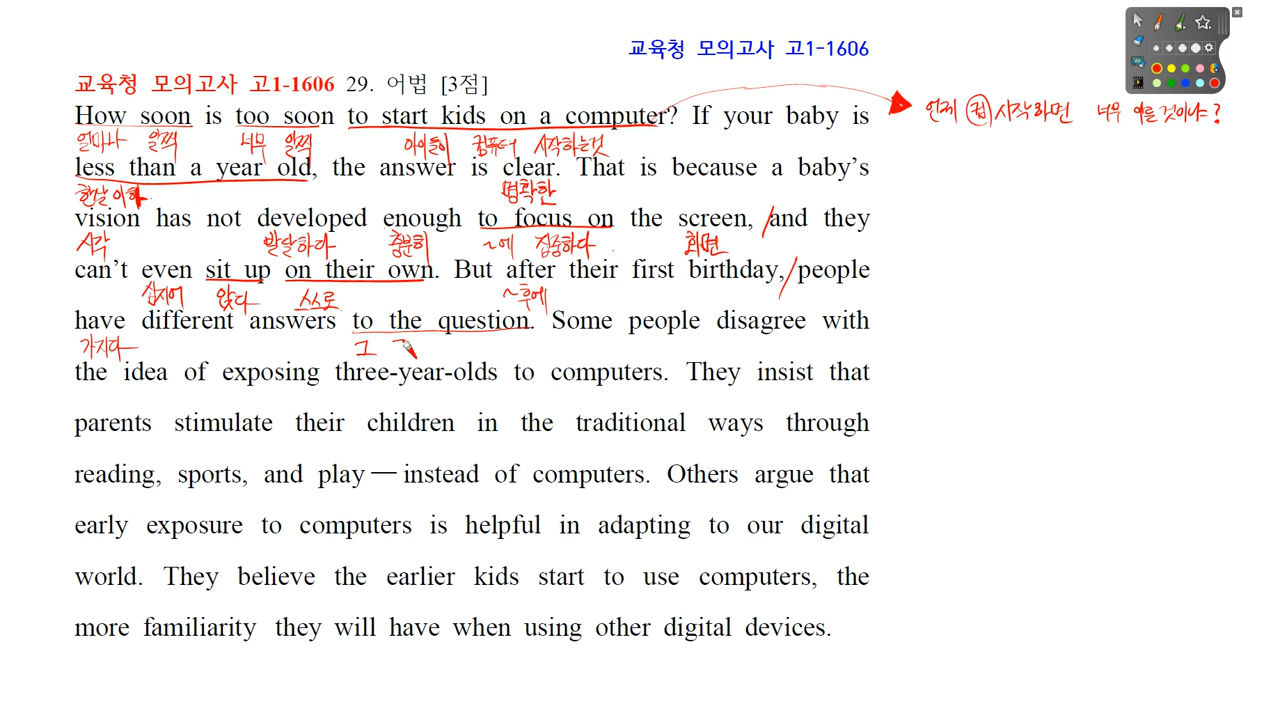 교육청 모의고사 고1-1606
교육청 모의고사 고1-1606 29. 어법 [3점]
How soon is too soon to start kids on a computer? If your baby is
언제 컴 시작하면 너무 이를 것이냐?
얼마나 일찍 너무 일찍 아이들이 컴퓨터 시작하는것
less than a year old, the answer is clear. That is because a baby's
한살 이하 명확한
vision has not developed enough to focus on the screen, / and they
시각 발달하다 충분히 ~에 집중하다 화면
can't even sit up on their own. But after their first birthday, / people
심지어 앉다 스스로 ~후에
have different answers to the question. Some people disagree with
가지다 그
the idea of exposing three-year-olds to computers. They insist that
parents stimulate their children in the traditional ways through
reading, sports, and play — instead of computers. Others argue that
early exposure to computers is helpful in adapting to our digital
world. They believe the earlier kids start to use computers, the
more familiarity they will have when using other digital devices.